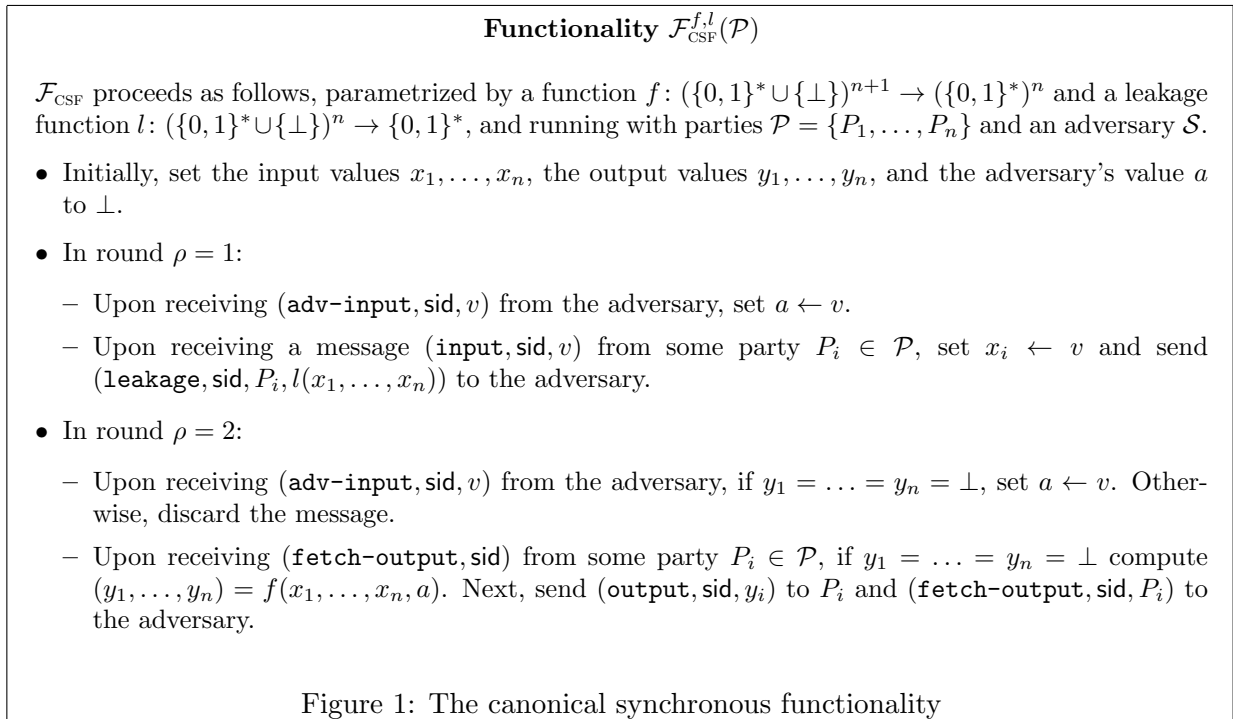 Functionality $\mathcal{F}_{\text{CSF}}^{f,l}(\mathcal{P})$
$\mathcal{F}_{\text{CSF}}$ proceeds as follows, parametrized by a function $f\colon (\{0,1\}^* \cup \{\bot\})^{n+1} \to (\{0,1\}^*)^n$ and a leakage
function $l\colon (\{0,1\}^* \cup \{\bot\})^n \to \{0,1\}^*$, and running with parties $\mathcal{P} = \{P_1, \ldots, P_n\}$ and an adversary $\mathcal{S}$.
• Initially, set the input values $x_1, \ldots, x_n$, the output values $y_1, \ldots, y_n$, and the adversary's value $a$
to $\bot$.
• In round $\rho = 1$:
– Upon receiving (adv-input, sid, $v$) from the adversary, set $a \leftarrow v$.
– Upon receiving a message (input, sid, $v$) from some party $P_i \in \mathcal{P}$, set $x_i \leftarrow v$ and send
(leakage, sid, $P_i$, $l(x_1, \ldots, x_n)$) to the adversary.
• In round $\rho = 2$:
– Upon receiving (adv-input, sid, $v$) from the adversary, if $y_1 = \ldots = y_n = \bot$, set $a \leftarrow v$. Other-
wise, discard the message.
– Upon receiving (fetch-output, sid) from some party $P_i \in \mathcal{P}$, if $y_1 = \ldots = y_n = \bot$ compute
$(y_1, \ldots, y_n) = f(x_1, \ldots, x_n, a)$. Next, send (output, sid, $y_i$) to $P_i$ and (fetch-output, sid, $P_i$) to
the adversary.
Figure 1: The canonical synchronous functionality